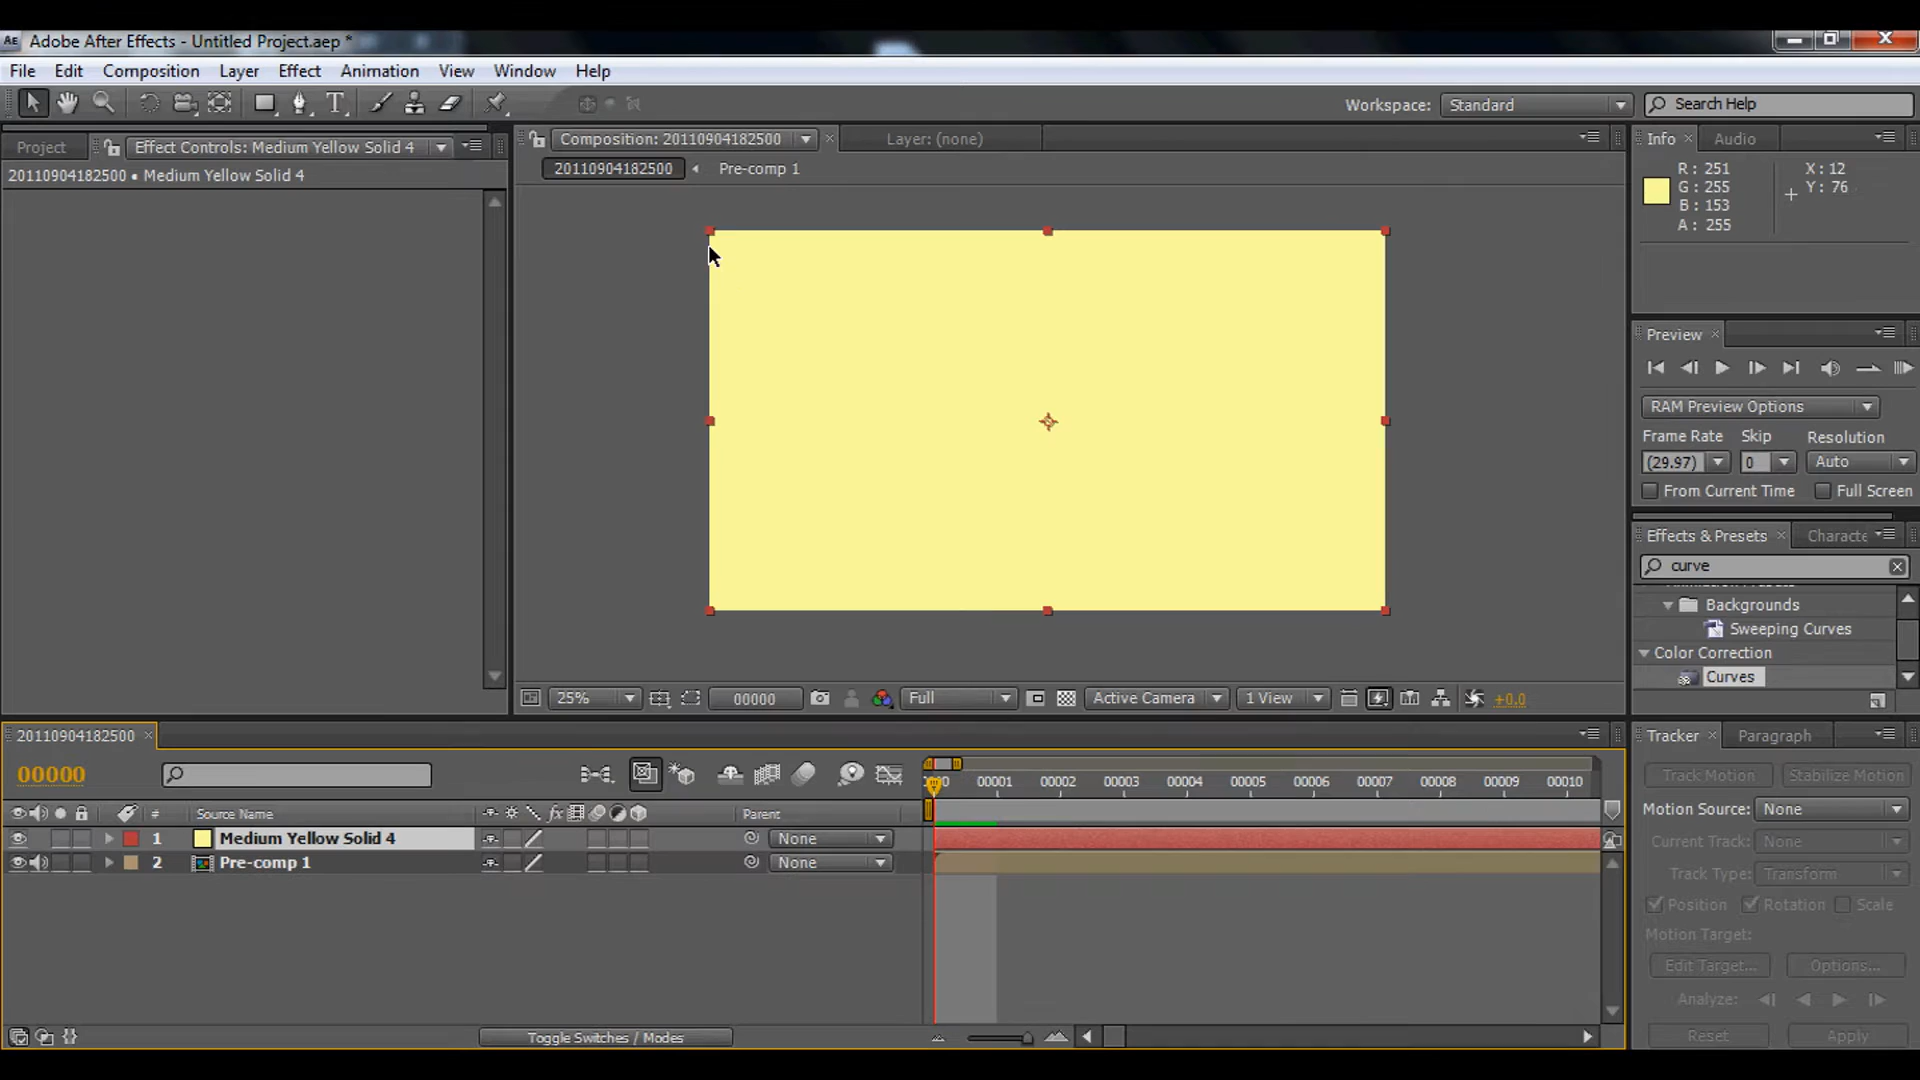 Adobe After Effects - Untitled Project.aep *
File Edit Composition Layer Effect Animation View Window Help
Workspace: Standard Search Help
Project Effect Controls: Medium Yellow Solid 4
20110904182500 • Medium Yellow Solid 4
Composition: 20110904182500 Layer: (none)
20110904182500 Pre-comp 1
Info Audio
R: 251
G: 255
B: 153
A: 255
X: 12
Y: 76
Preview
RAM Preview Options
Frame Rate Skip Resolution
(29.97) 0 Auto
From Current Time Full Screen
Effects & Presets Characte
curve
Backgrounds
Sweeping Curves
Color Correction
Curves
25% 00000 Full Active Camera 1 View +0.0
20110904182500
00000
00001 00002 00003 00004 00005 00006 00007 00008 00009 00010
# Source Name fx Parent
1 Medium Yellow Solid 4 None
2 Pre-comp 1 None
Toggle Switches / Modes
Tracker Paragraph
Track Motion Stabilize Motion
Motion Source: None
Current Track: None
Track Type: Transform
Position Rotation Scale
Motion Target:
Edit Target... Options...
Analyze:
Reset Apply